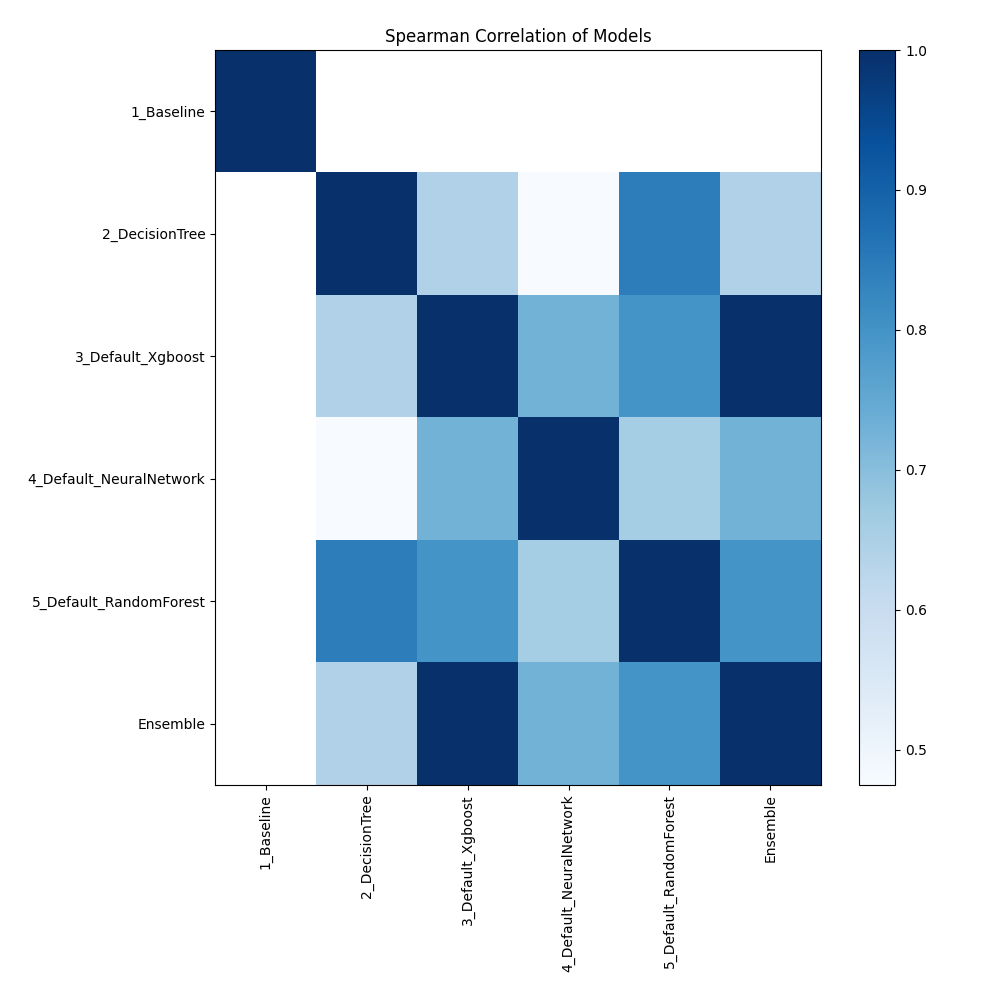 Spearman Correlation of Models
1_Baseline
2_DecisionTree
3_Default_Xgboost
4_Default_NeuralNetwork
5_Default_RandomForest
Ensemble
1_Baseline
2_DecisionTree
3_Default_Xgboost
4_Default_NeuralNetwork
5_Default_RandomForest
Ensemble
1.0
0.9
0.8
0.7
0.6
0.5